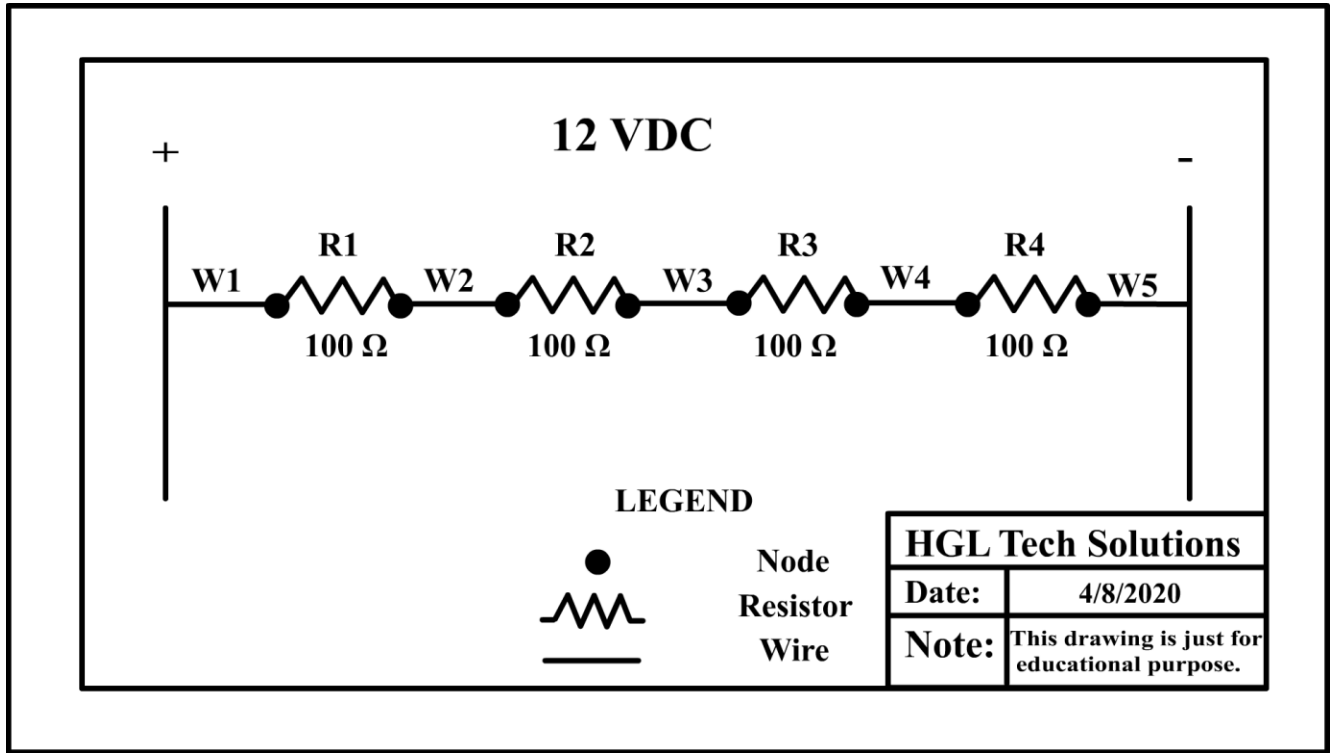 12 VDC
+ -
R1 R2 R3 R4
W1 W2 W3 W4 W5
100 Ω 100 Ω 100 Ω 100 Ω
LEGEND
Node
Resistor
Wire
HGL Tech Solutions
Date: 4/8/2020
Note: This drawing is just for
educational purpose.